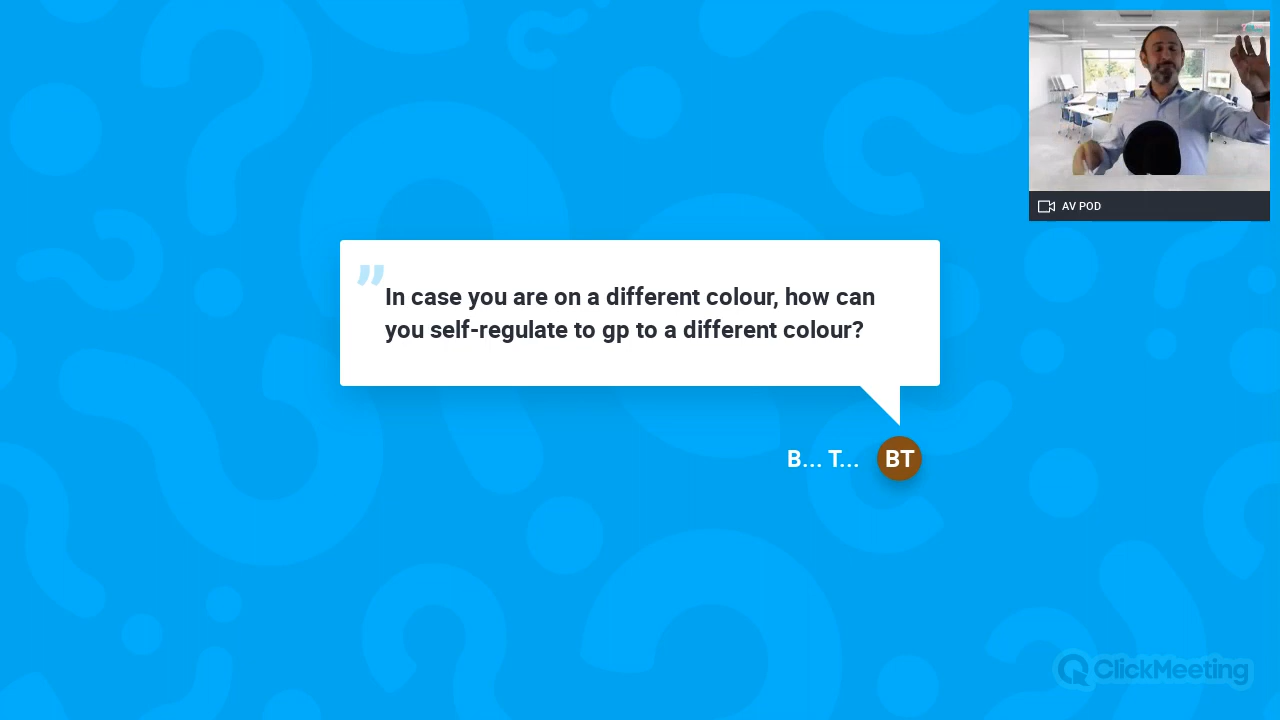 AV POD
"
In case you are on a different colour, how can
you self-regulate to gp to a different colour?
B... T... BT
ClickMeeting